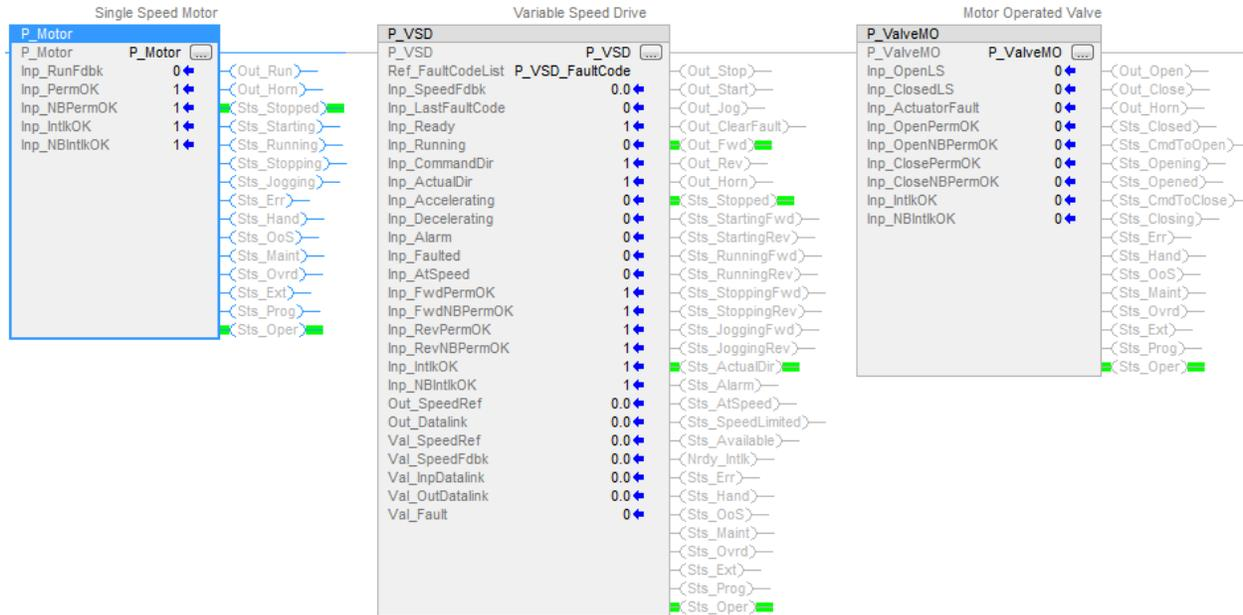 Single Speed Motor
P_Motor
P_Motor P_Motor ...
Inp_RunFdbk 0
Inp_PermOK 1
Inp_NBPermOK 1
Inp_IntlkOK 1
Inp_NBIntlkOK 1
Out_Run
Out_Horn
Sts_Stopped
Sts_Starting
Sts_Running
Sts_Stopping
Sts_Jogging
Sts_Err
Sts_Hand
Sts_OoS
Sts_Maint
Sts_Ovrd
Sts_Ext
Sts_Prog
Sts_Oper
Variable Speed Drive
P_VSD
P_VSD P_VSD ...
Ref_FaultCodeList P_VSD_FaultCode
Inp_SpeedFdbk 0.0
Inp_LastFaultCode 0
Inp_Ready 1
Inp_Running 0
Inp_CommandDir 1
Inp_ActualDir 1
Inp_Accelerating 0
Inp_Decelerating 0
Inp_Alarm 0
Inp_Faulted 0
Inp_AtSpeed 0
Inp_FwdPermOK 1
Inp_FwdNBPermOK 1
Inp_RevPermOK 1
Inp_RevNBPermOK 1
Inp_IntlkOK 1
Inp_NBIntlkOK 1
Out_SpeedRef 0.0
Out_Datalink 0.0
Val_SpeedRef 0.0
Val_SpeedFdbk 0.0
Val_InpDatalink 0.0
Val_OutDatalink 0.0
Val_Fault 0
Out_Stop
Out_Start
Out_Jog
Out_ClearFault
Out_Fwd
Out_Rev
Out_Horn
Sts_Stopped
Sts_StartingFwd
Sts_StartingRev
Sts_RunningFwd
Sts_RunningRev
Sts_StoppingFwd
Sts_StoppingRev
Sts_JoggingFwd
Sts_JoggingRev
Sts_ActualDir
Sts_Alarm
Sts_AtSpeed
Sts_SpeedLimited
Sts_Available
Nrdy_Intlk
Sts_Err
Sts_Hand
Sts_OoS
Sts_Maint
Sts_Ovrd
Sts_Ext
Sts_Prog
Sts_Oper
Motor Operated Valve
P_ValveMO
P_ValveMO P_ValveMO ...
Inp_OpenLS 0
Inp_ClosedLS 0
Inp_ActuatorFault 0
Inp_OpenPermOK 0
Inp_OpenNBPermOK 0
Inp_ClosePermOK 0
Inp_CloseNBPermOK 0
Inp_IntlkOK 0
Inp_NBIntlkOK 0
Out_Open
Out_Close
Out_Horn
Sts_Closed
Sts_CmdToOpen
Sts_Opening
Sts_Opened
Sts_CmdToClose
Sts_Closing
Sts_Err
Sts_Hand
Sts_OoS
Sts_Maint
Sts_Ovrd
Sts_Ext
Sts_Prog
Sts_Oper